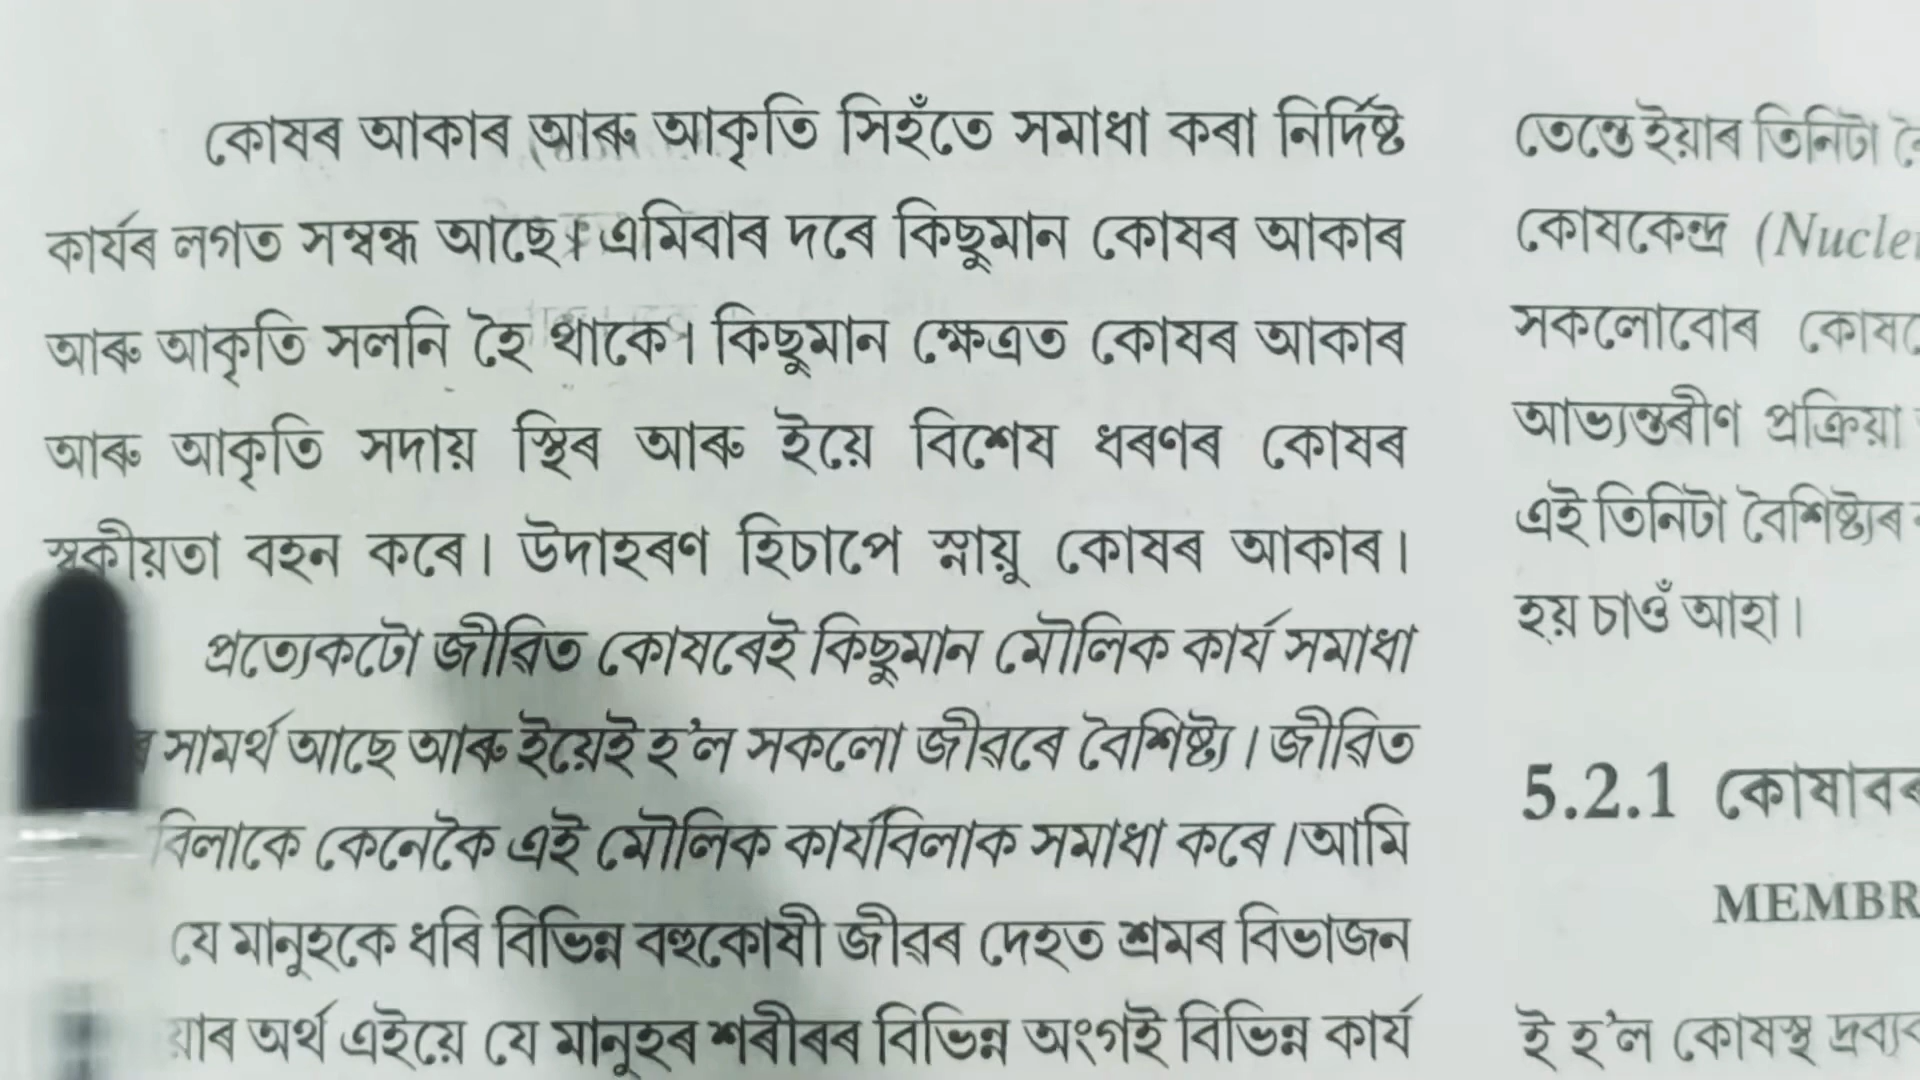 কোষৰ আকাৰ আৰু আকৃতি সিহঁতে সমাধা কৰা নিৰ্দিষ্ট
কাৰ্যৰ লগত সম্বন্ধ আছে। এমিবাৰ দৰে কিছুমান কোষৰ আকাৰ
আৰু আকৃতি সলনি হৈ থাকে। কিছুমান ক্ষেত্ৰত কোষৰ আকাৰ
আৰু আকৃতি সদায় স্থিৰ আৰু ইয়ে বিশেষ ধৰণৰ কোষৰ
স্বকীয়তা বহন কৰে। উদাহৰণ হিচাপে স্নায়ু কোষৰ আকাৰ।
প্ৰত্যেকটো জীৱিত কোষৰেই কিছুমান মৌলিক কাৰ্য সমাধা
সামৰ্থ আছে আৰু ইয়েই হ'ল সকলো জীৱৰে বৈশিষ্ট্য। জীৱিত
বিলাকে কেনেকৈ এই মৌলিক কাৰ্যবিলাক সমাধা কৰে। আমি
যে মানুহকে ধৰি বিভিন্ন বহুকোষী জীৱৰ দেহত শ্ৰমৰ বিভাজন
য়াৰ অৰ্থ এইয়ে যে মানুহৰ শৰীৰৰ বিভিন্ন অংগই বিভিন্ন কাৰ্য
তেন্তে ইয়াৰ তিনিটা
কোষকেন্দ্ৰ (Nucle
সকলোবোৰ কোষ
আভ্যন্তৰীণ প্ৰক্ৰিয়া
এই তিনিটা বৈশিষ্ট্যৰ
হয় চাওঁ আহা।
5.2.1 কোষাবৰ
MEMBR
ই হ'ল কোষস্থ দ্ৰব্য